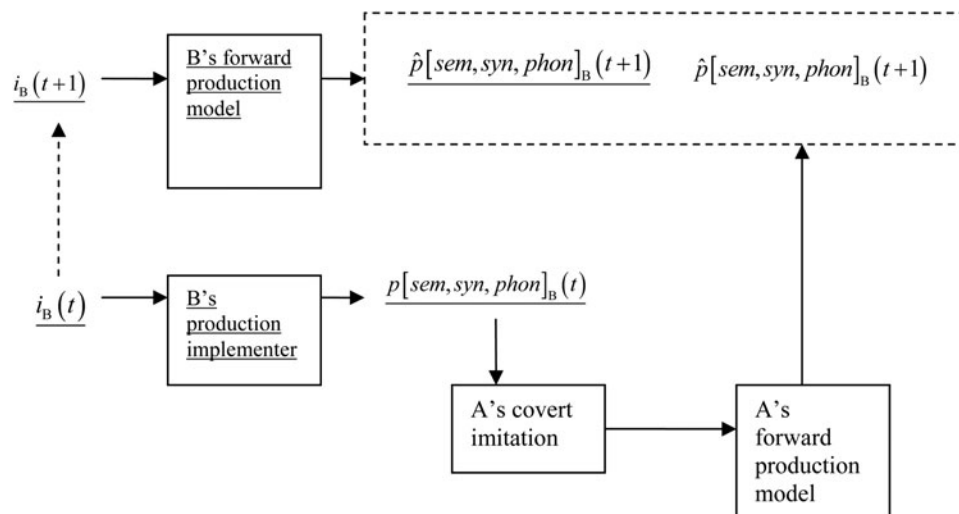 i_B(t+1)
B's forward
production
model
p̂[sem, syn, phon]_B(t+1)
p̂[sem, syn, phon]_B(t+1)
i_B(t)
B's
production
implementer
p[sem, syn, phon]_B(t)
A's covert
imitation
A's
forward
production
model